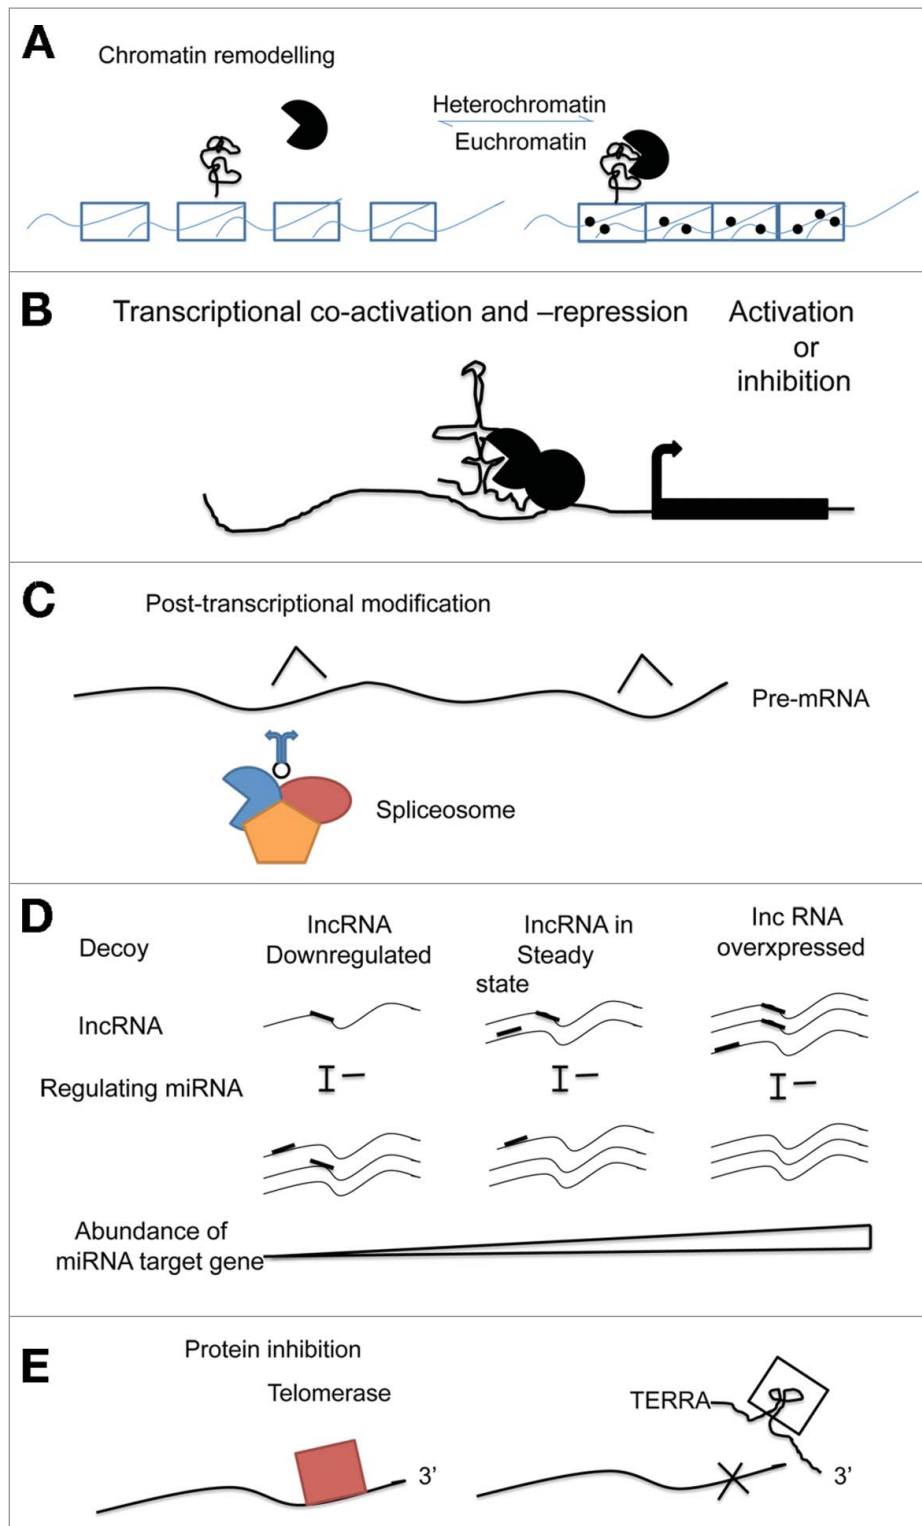 A
Chromatin remodelling
Heterochromatin
Euchromatin
B
Transcriptional co-activation and –repression
Activation
or
inhibition
C
Post-transcriptional modification
Pre-mRNA
Spliceosome
D
Decoy
lncRNA
Downregulated
lncRNA in
Steady
state
lnc RNA
overxpressed
lncRNA
Regulating miRNA
Abundance of
miRNA target gene
E
Protein inhibition
Telomerase
3’
TERRA
3’